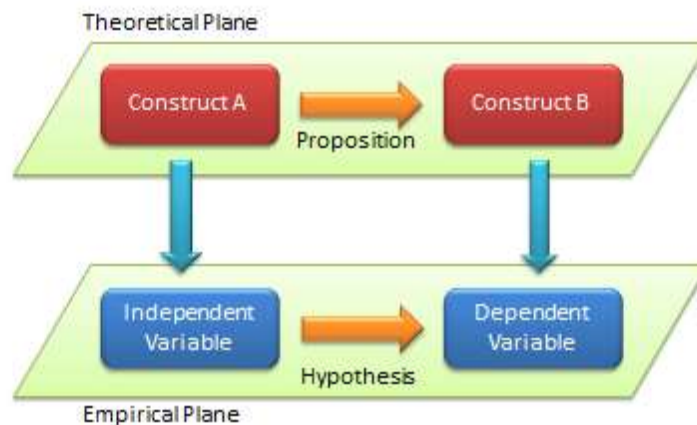 Theoretical Plane
Construct A
Construct B
Proposition
Independent
Variable
Dependent
Variable
Hypothesis
Empirical Plane